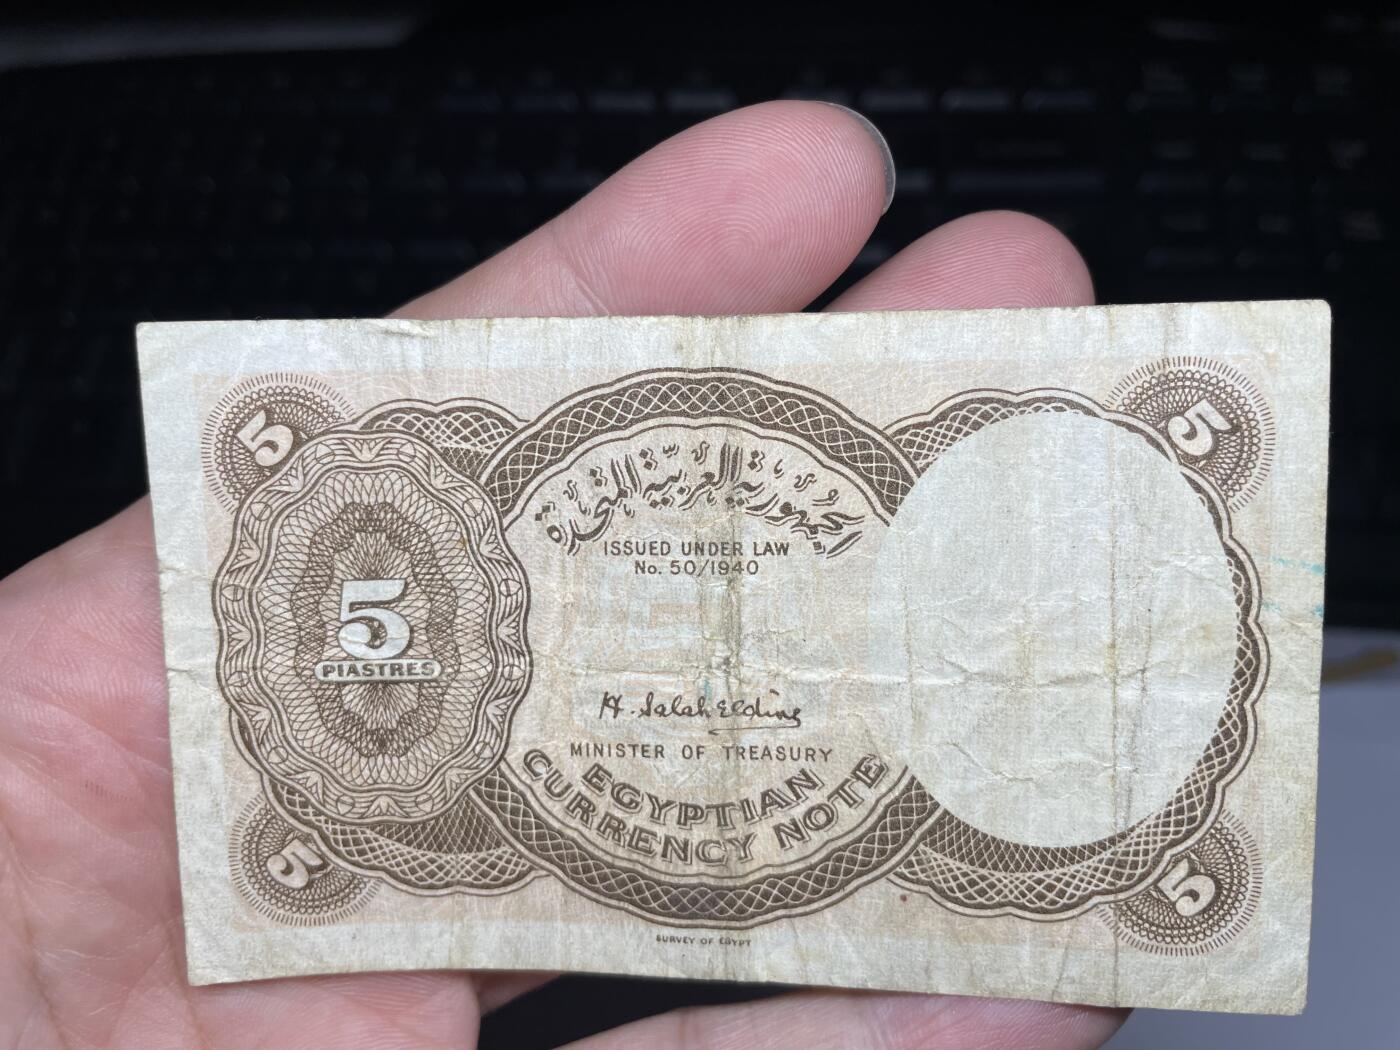 5
5
الجمهورية العربية المتحدة
ISSUED UNDER LAW
No. 50/1940
5
PIASTRES
H. Salah Elding
MINISTER OF TREASURY
EGYPTIAN
CURRENCY NOTE
5
5
SURVEY OF EGYPT